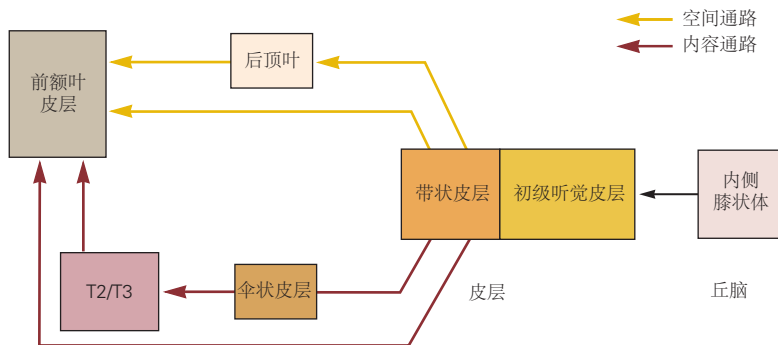 空间通路
内容通路
前额叶
皮层
后顶叶
带状皮层
初级听觉皮层
内侧
膝状体
T2/T3
伞状皮层
皮层
丘脑